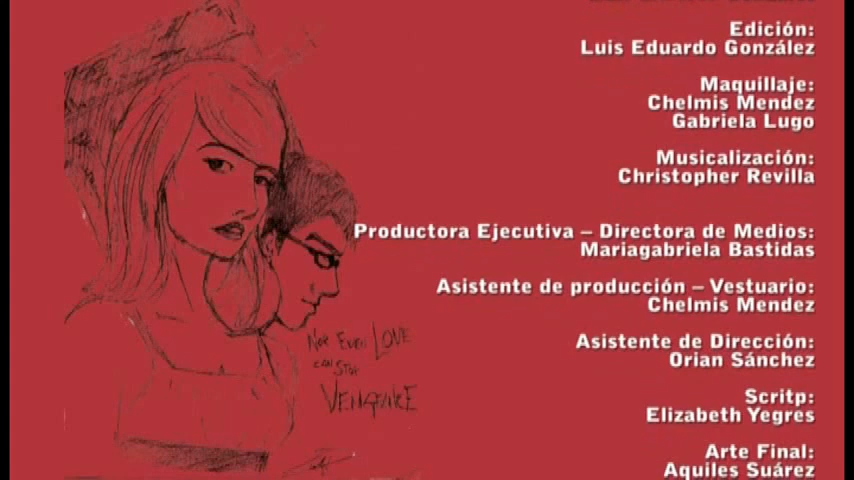 Edición:
Luis Eduardo González
Maquillaje:
Chelmis Mendez
Gabriela Lugo
Musicalización:
Christopher Revilla
Productora Ejecutiva – Directora de Medios:
Mariagabriela Bastidas
Asistente de producción – Vestuario:
Chelmis Mendez
Asistente de Dirección:
Orian Sánchez
Scritp:
Elizabeth Yegres
Arte Final:
Aquiles Suárez
EVEN LOVE
CAN STOP